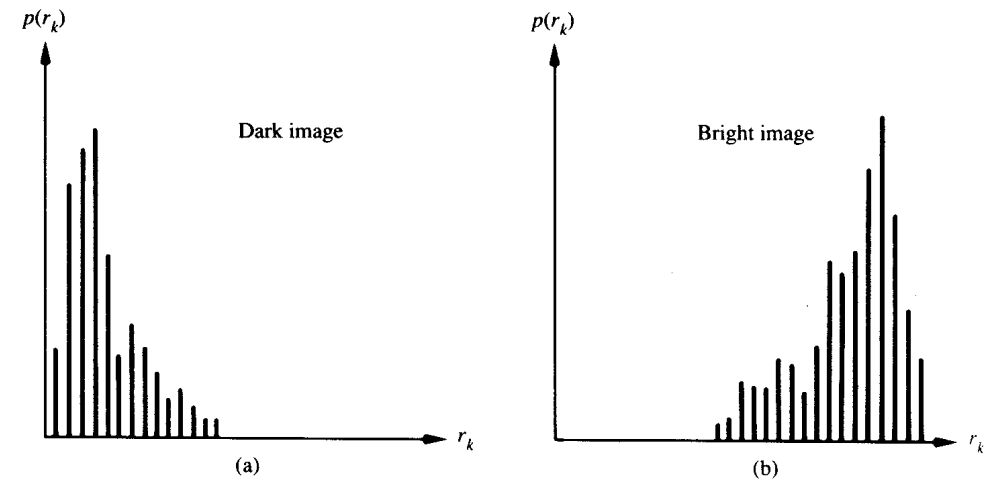 p(r_k)
Dark image
r_k
(a)
p(r_k)
Bright image
r_k
(b)